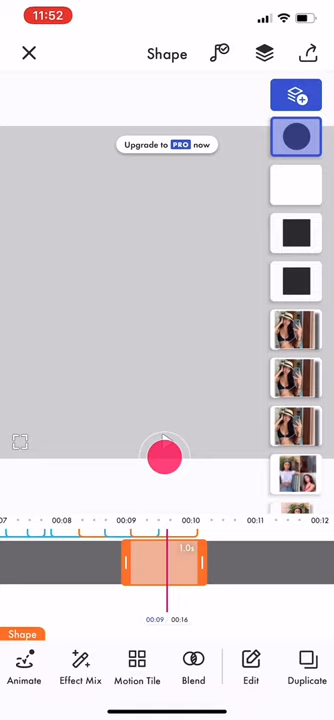 11:52
Shape
Upgrade to PRO now
07 00:08 00:09 00:10 00:11 00:12
1.0s
00:09 00:16
Shape
Animate Effect Mix Motion Tile Blend Edit Duplicate